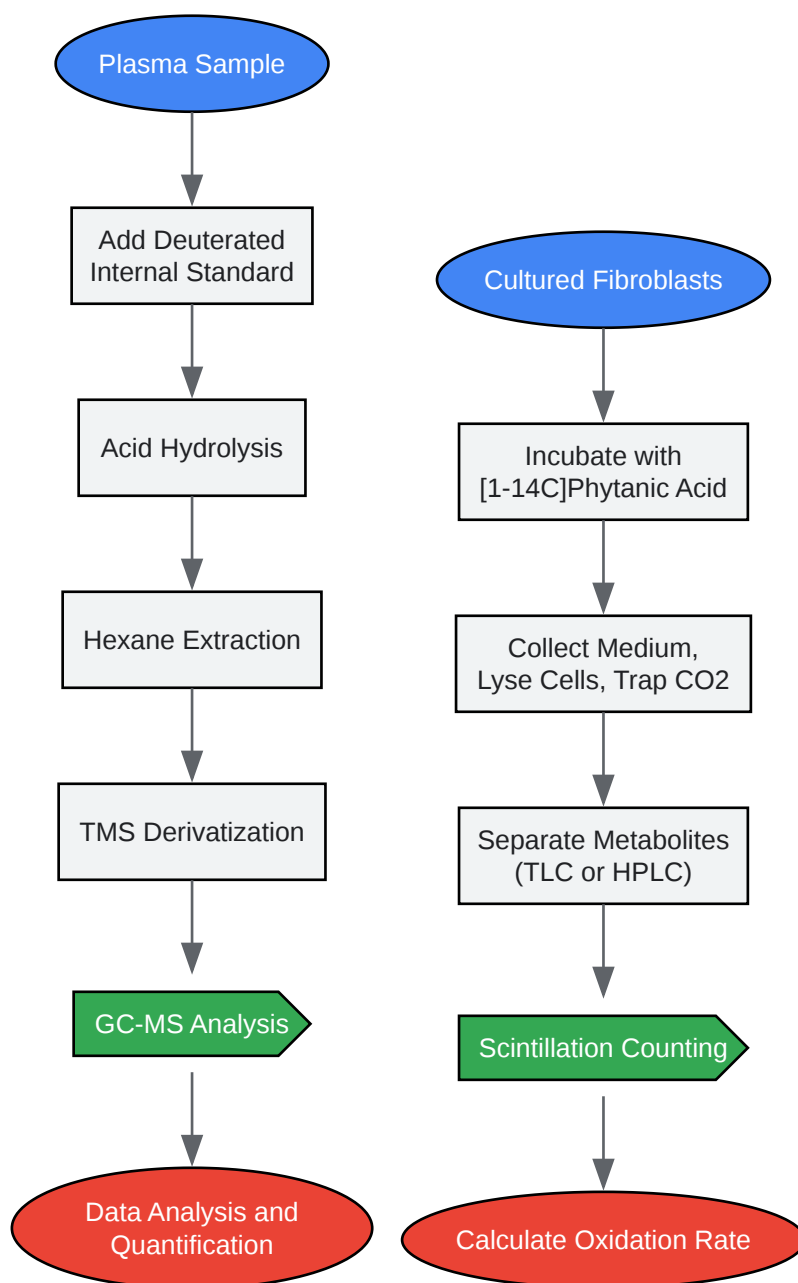 Plasma Sample
Add Deuterated
Internal Standard
Acid Hydrolysis
Hexane Extraction
TMS Derivatization
GC-MS Analysis
Data Analysis and
Quantification
Cultured Fibroblasts
Incubate with
[1-14C]Phytanic Acid
Collect Medium,
Lyse Cells, Trap CO2
Separate Metabolites
(TLC or HPLC)
Scintillation Counting
Calculate Oxidation Rate